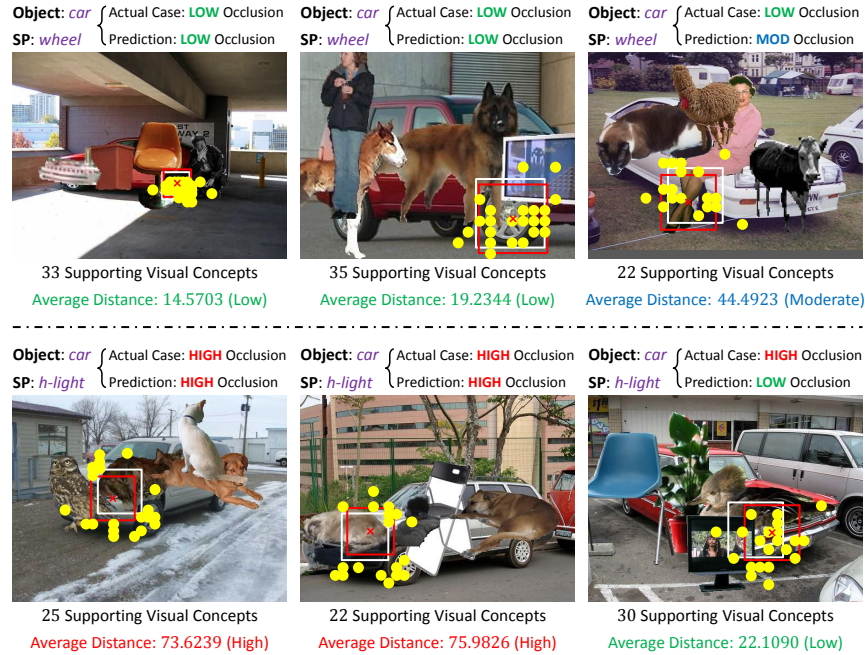 Object: car { Actual Case: LOW Occlusion
SP: wheel Prediction: LOW Occlusion
33 Supporting Visual Concepts
Average Distance: 14.5703 (Low)
Object: car { Actual Case: LOW Occlusion
SP: wheel Prediction: LOW Occlusion
35 Supporting Visual Concepts
Average Distance: 19.2344 (Low)
Object: car { Actual Case: LOW Occlusion
SP: wheel Prediction: MOD Occlusion
22 Supporting Visual Concepts
Average Distance: 44.4923 (Moderate)
Object: car { Actual Case: HIGH Occlusion
SP: h-light Prediction: HIGH Occlusion
25 Supporting Visual Concepts
Average Distance: 73.6239 (High)
Object: car { Actual Case: HIGH Occlusion
SP: h-light Prediction: HIGH Occlusion
22 Supporting Visual Concepts
Average Distance: 75.9826 (High)
Object: car { Actual Case: HIGH Occlusion
SP: h-light Prediction: LOW Occlusion
30 Supporting Visual Concepts
Average Distance: 22.1090 (Low)